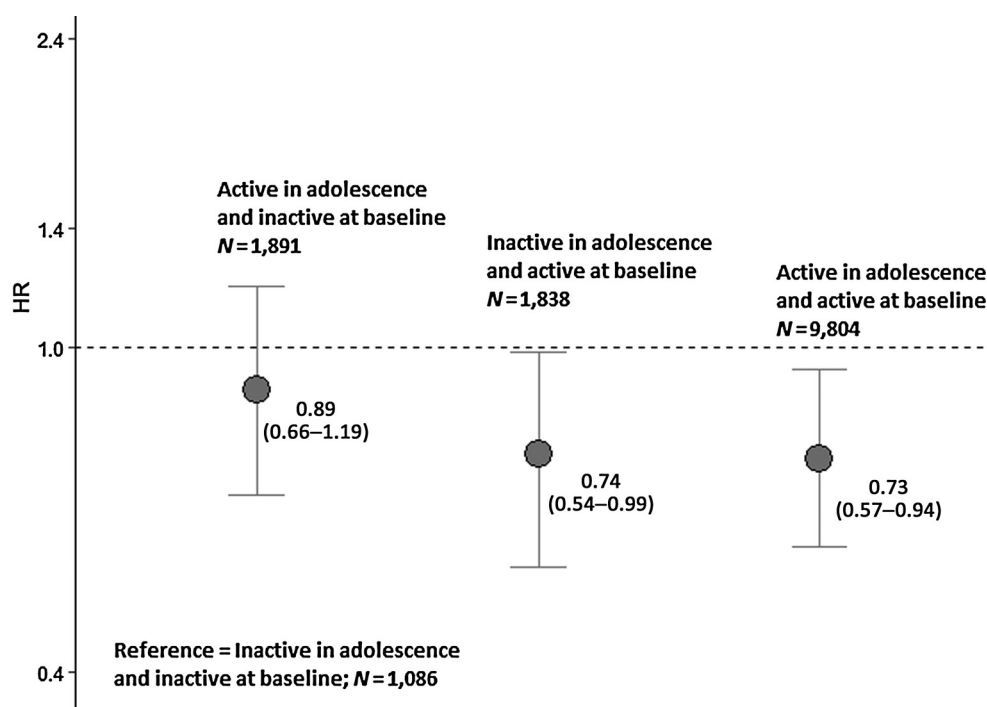 2.4
1.4
1.0
0.4
HR
Active in adolescence
and inactive at baseline
N=1,891
Inactive in adolescence
and active at baseline
N=1,838
Active in adolescence
and active at baseline
N=9,804
0.89
(0.66–1.19)
0.74
(0.54–0.99)
0.73
(0.57–0.94)
Reference = Inactive in adolescence
and inactive at baseline; N=1,086